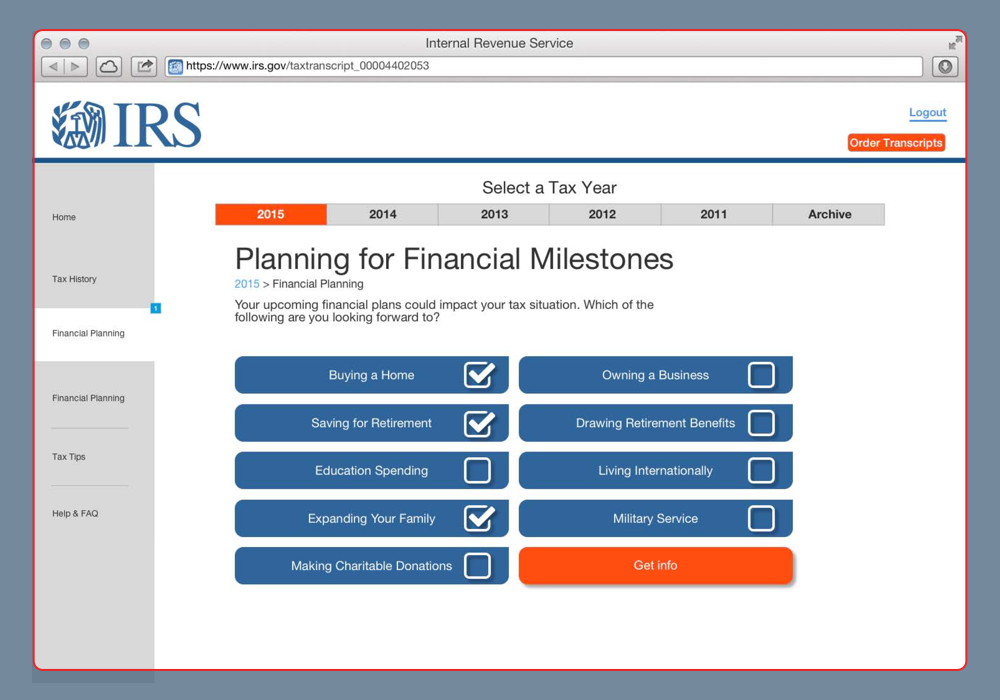 Internal Revenue Service
https://www.irs.gov/taxtranscript_00004402053
IRS
Logout
Order Transcripts
Home
Tax History
1
Financial Planning
Financial Planning
Tax Tips
Help & FAQ
Select a Tax Year
2015 2014 2013 2012 2011 Archive
Planning for Financial Milestones
2015 > Financial Planning
Your upcoming financial plans could impact your tax situation. Which of the
following are you looking forward to?
Buying a Home
Owning a Business
Saving for Retirement
Drawing Retirement Benefits
Education Spending
Living Internationally
Expanding Your Family
Military Service
Making Charitable Donations
Get info